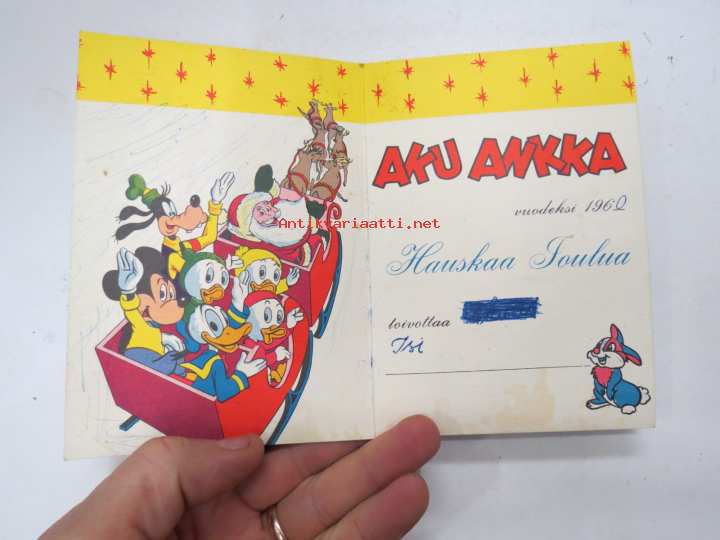 Antikvariaatti.net
AKU ANKKA
vuodeksi 1962
Hauskaa Joulua
toivottaa
Isi